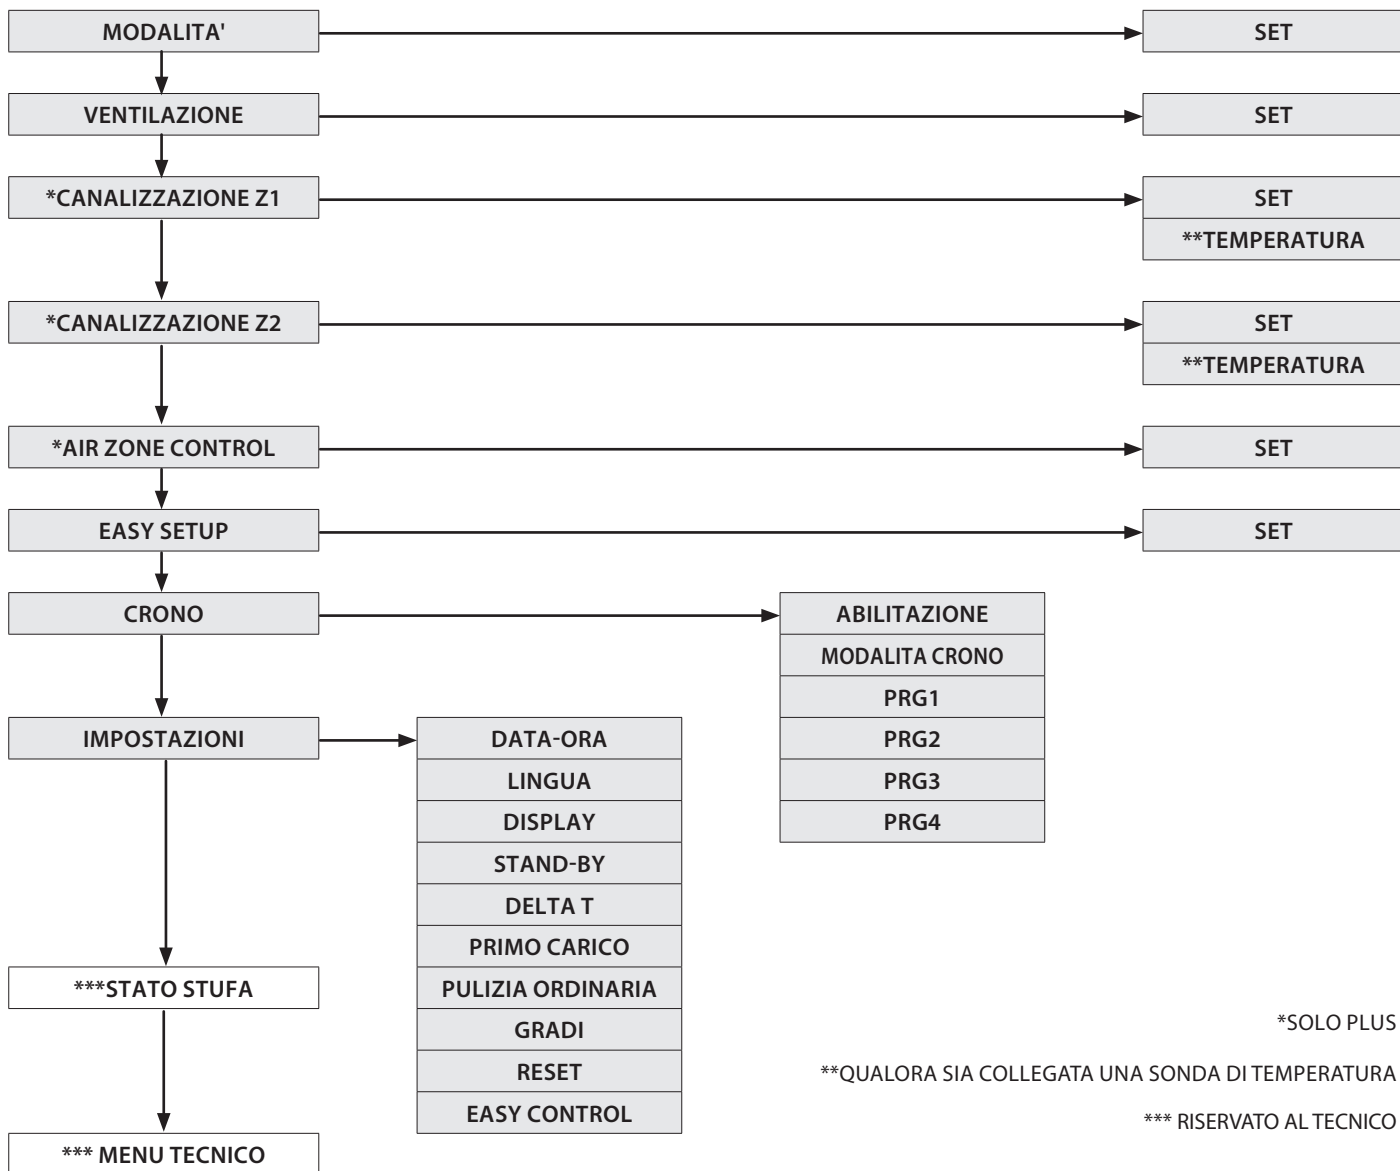 MODALITA'
SET
VENTILAZIONE
SET
*CANALIZZAZIONE Z1
SET
**TEMPERATURA
*CANALIZZAZIONE Z2
SET
**TEMPERATURA
*AIR ZONE CONTROL
SET
EASY SETUP
SET
CRONO
ABILITAZIONE
MODALITA CRONO
PRG1
PRG2
PRG3
PRG4
IMPOSTAZIONI
DATA-ORA
LINGUA
DISPLAY
STAND-BY
DELTA T
PRIMO CARICO
PULIZIA ORDINARIA
GRADI
RESET
EASY CONTROL
***STATO STUFA
*** MENU TECNICO
*SOLO PLUS
**QUALORA SIA COLLEGATA UNA SONDA DI TEMPERATURA
*** RISERVATO AL TECNICO